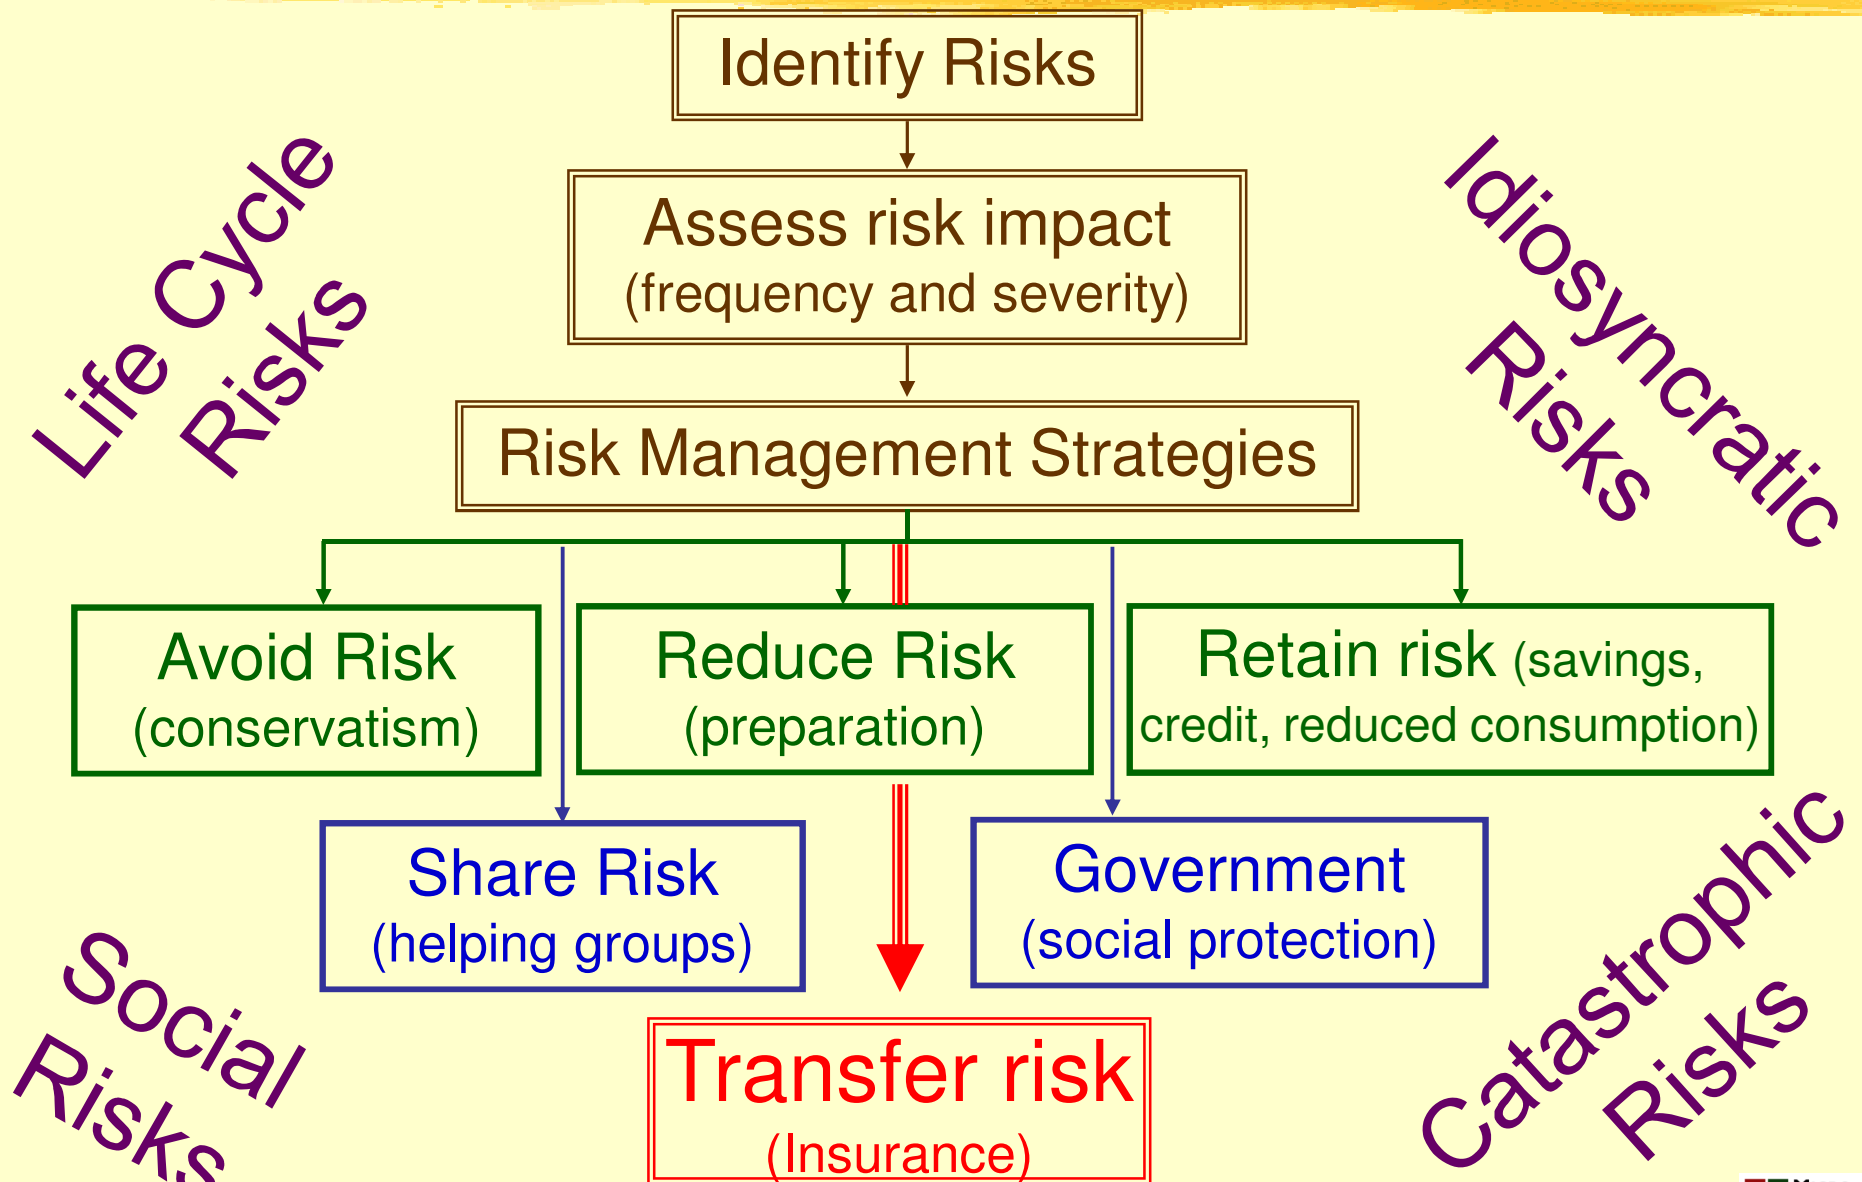 Identify Risks
Life Cycle
Risks
Idiosyncratic
Risks
Assess risk impact
(frequency and severity)
Risk Management Strategies
Avoid Risk
(conservatism)
Reduce Risk
(preparation)
Retain risk (savings,
credit, reduced consumption)
Share Risk
(helping groups)
Government
(social protection)
Social
Risks
Catastrophic
Risks
Transfer risk
(Insurance)